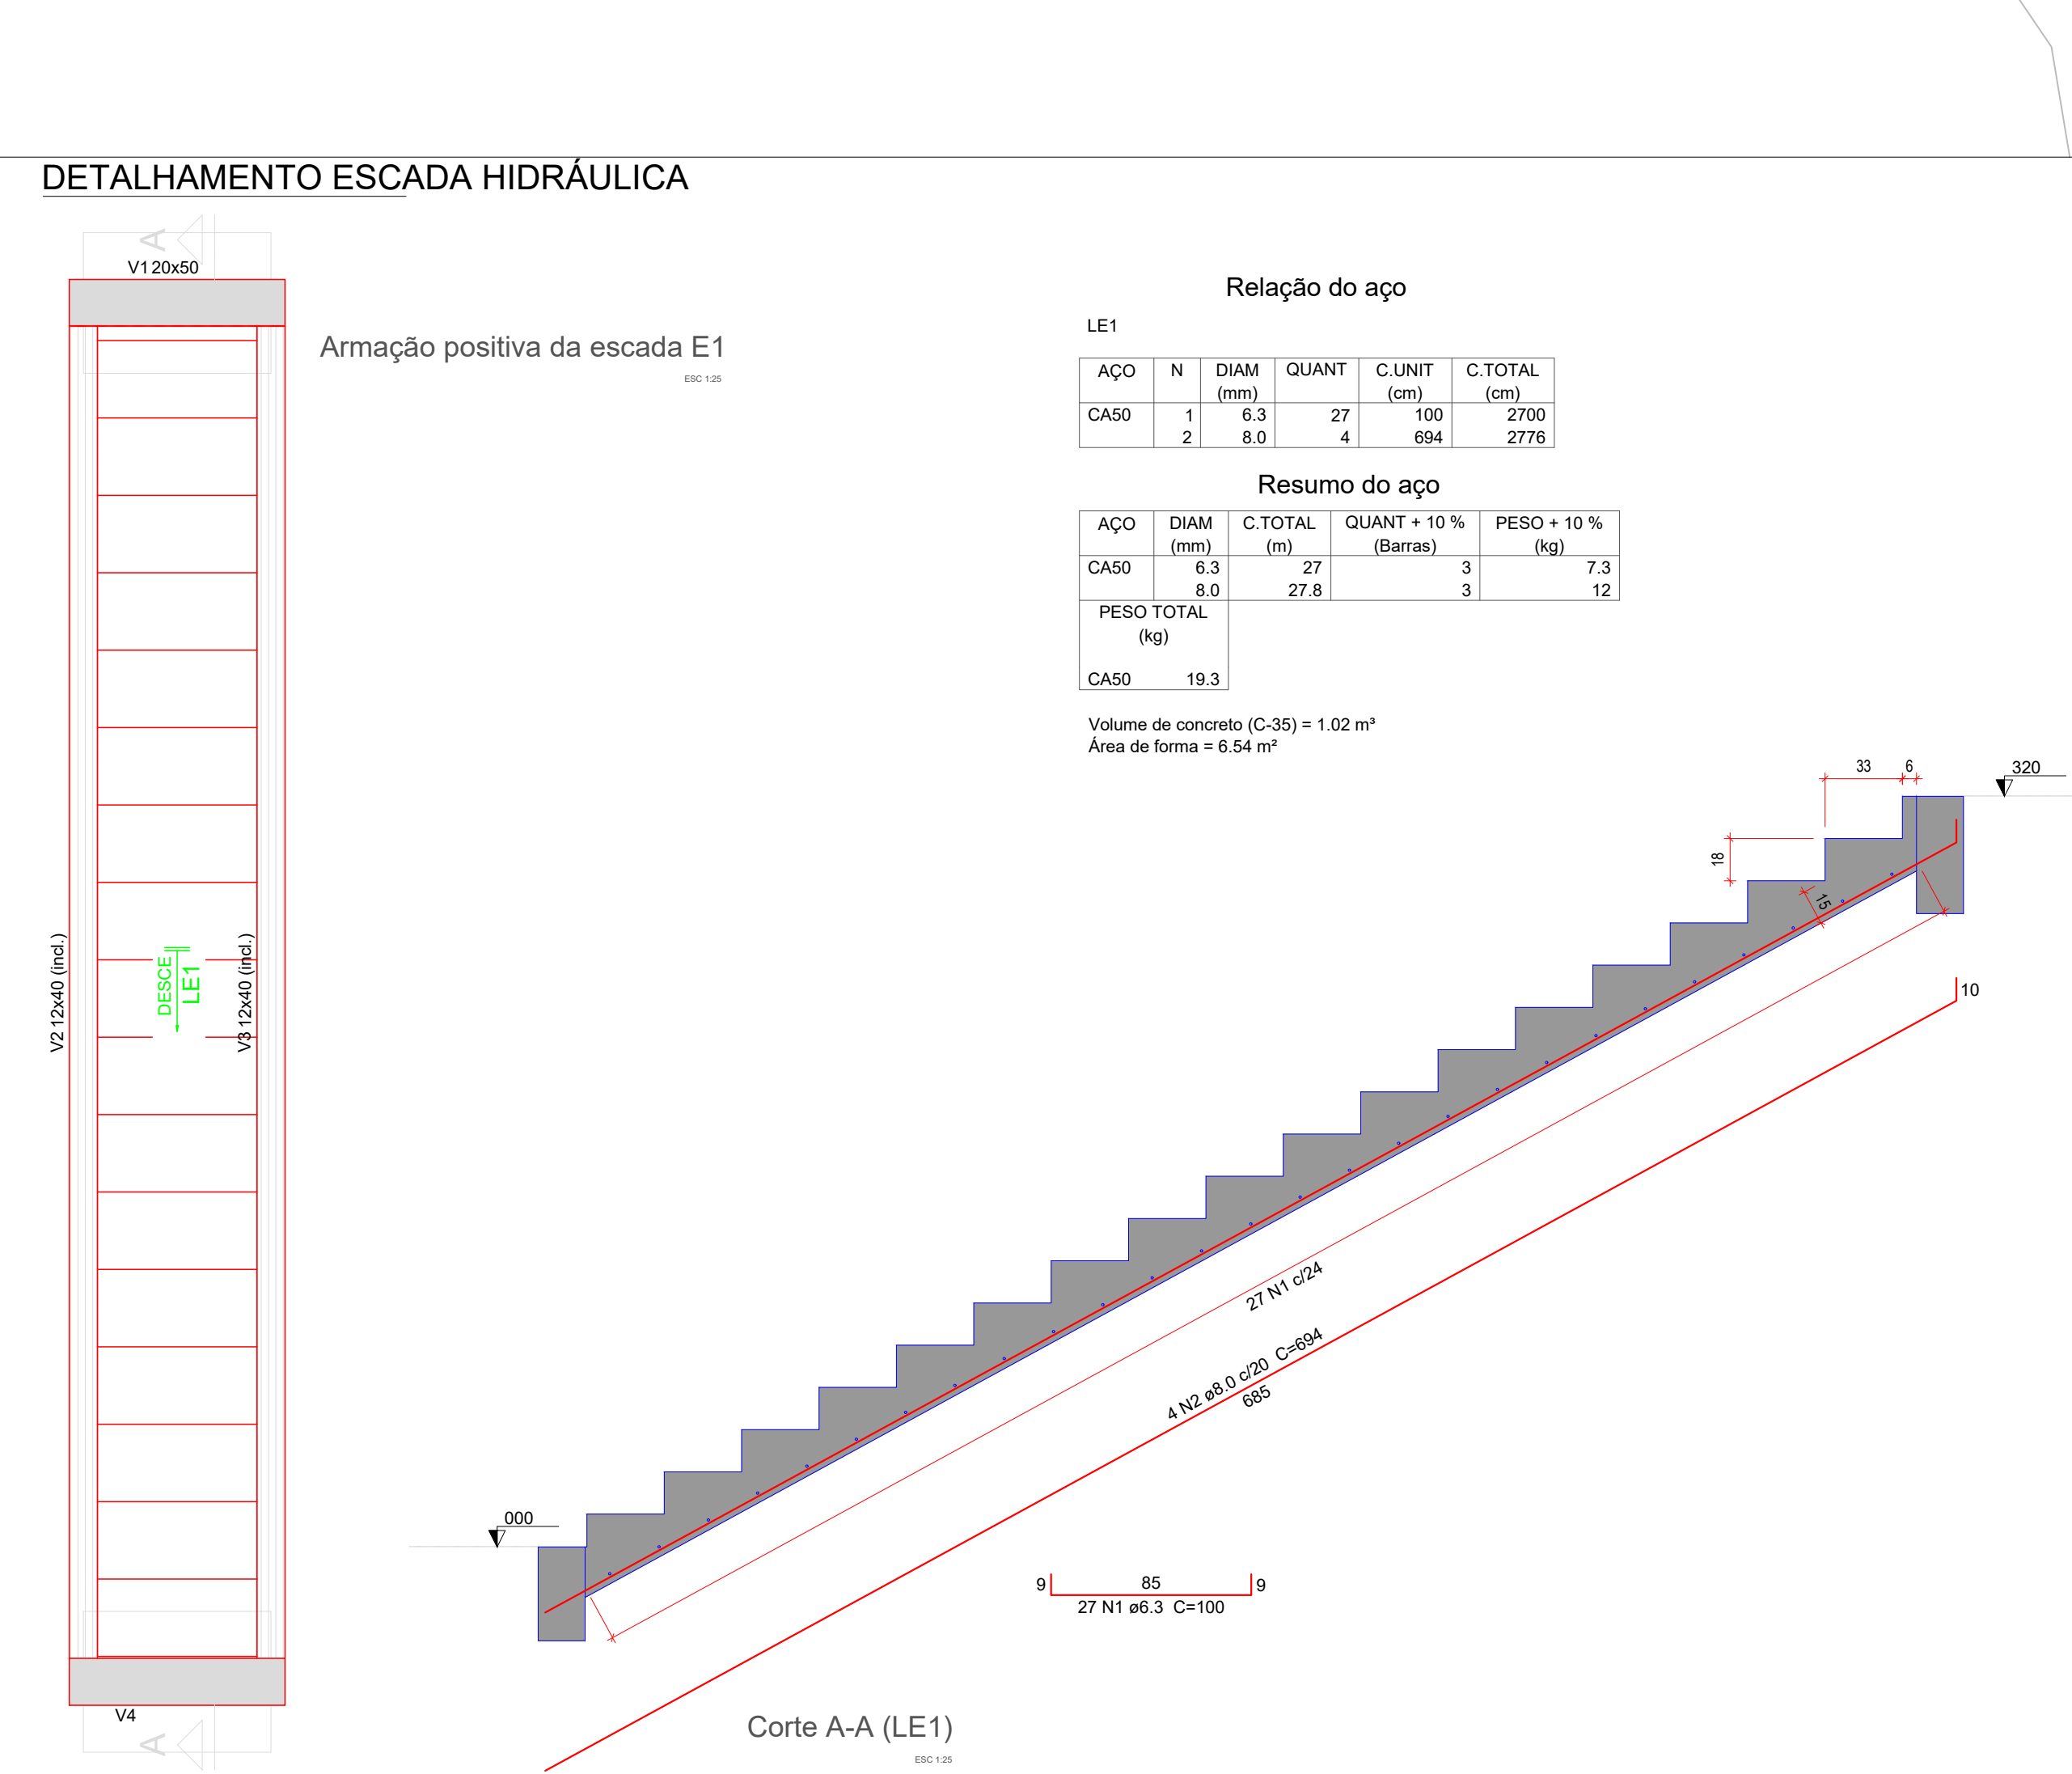 DETALHAMENTO ESCADA HIDRÁULICA
A
V1 20x50
Armação positiva da escada E1
ESC 1:25
V2 12x40 (incl.)
DESCE
LE1
V3 12x40 (incl.)
V4
A
Relação do aço
LE1
AÇO N DIAM QUANT C.UNIT C.TOTAL
(mm) (cm) (cm)
CA50 1 6.3 27 100 2700
2 8.0 4 694 2776
Resumo do aço
AÇO DIAM C.TOTAL QUANT + 10 % PESO + 10 %
(mm) (m) (Barras) (kg)
CA50 6.3 27 3 7.3
8.0 27.8 3 12
PESO TOTAL
(kg)
CA50 19.3
Volume de concreto (C-35) = 1.02 m³
Área de forma = 6.54 m²
33 6
320
18
15
10
27 N1 c/24
4 N2 ø8.0 c/20 C=694
685
000
9 85 9
27 N1 ø6.3 C=100
Corte A-A (LE1)
ESC 1:25